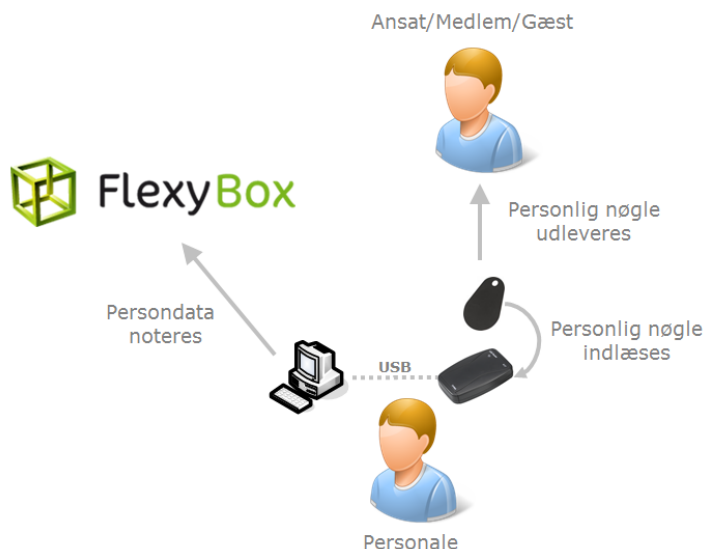 Ansat/Medlem/Gæst
FlexyBox
Personlig nøgle
udleveres
Persondata
noteres
Personlig nøgle
indlæses
USB
Personale